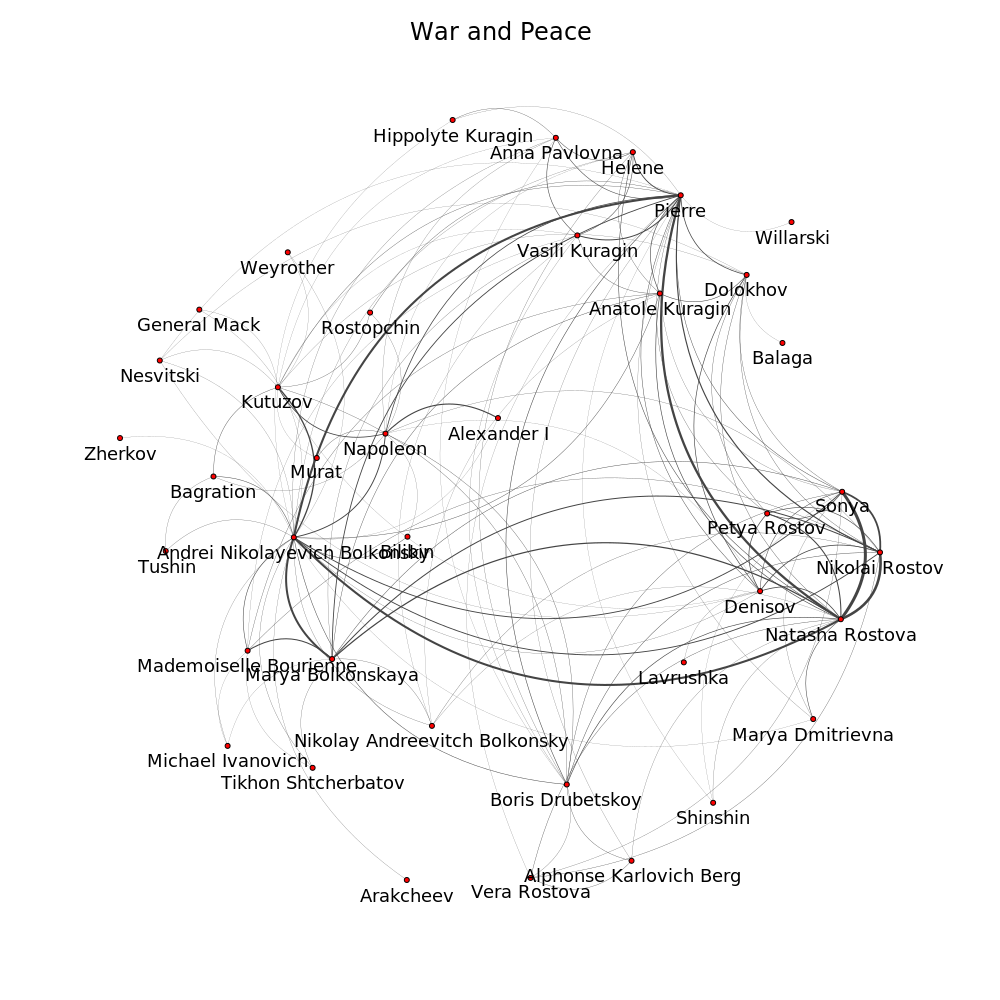 War and Peace
Hippolyte Kuragin
Anna Pavlovna
Helene
Pierre
Willarski
Vasili Kuragin
Weyrother
Dolokhov
Anatole Kuragin
General Mack
Rostopchin
Balaga
Nesvitski
Kutuzov
Alexander I
Napoleon
Zherkov
Murat
Bagration
Sonya
Petya Rostov
Andrei Nikolayevich Bolkonsky
Bilibin
Tushin
Nikolai Rostov
Denisov
Natasha Rostova
Mademoiselle Bourienne
Marya Bolkonskaya
Lavrushka
Marya Dmitrievna
Nikolay Andreevitch Bolkonsky
Michael Ivanovich
Tikhon Shtcherbatov
Boris Drubetskoy
Shinshin
Alphonse Karlovich Berg
Vera Rostova
Arakcheev